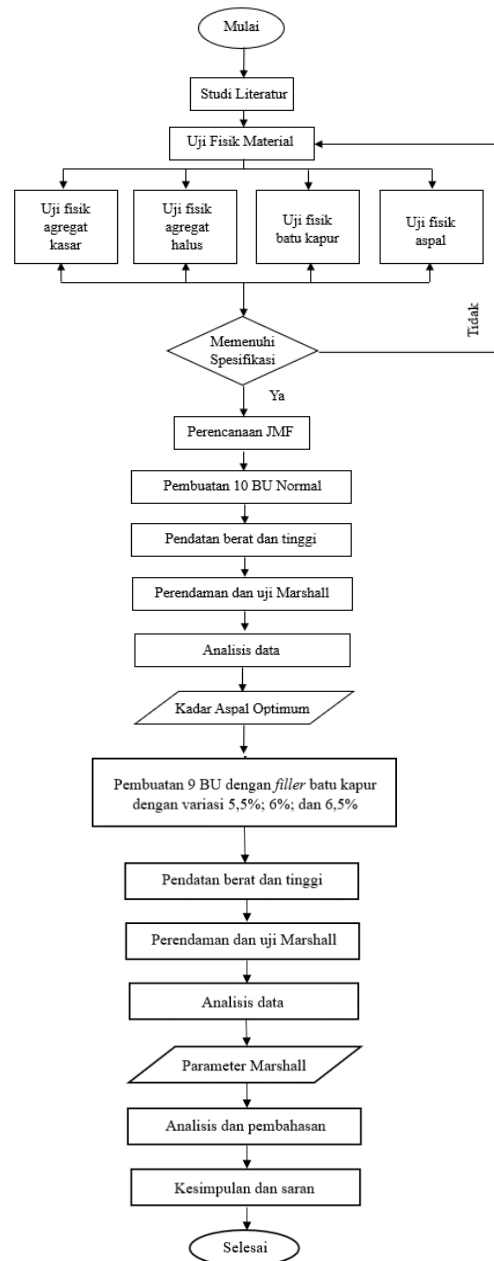 Mulai
Studi Literatur
Uji Fisik Material
Uji fisik
agregat
kasar
Uji fisik
agregat
halus
Uji fisik
batu kapur
Uji fisik
aspal
Memenuhi
Spesifikasi
Tidak
Ya
Perencanaan JMF
Pembuatan 10 BU Normal
Pendatan berat dan tinggi
Perendaman dan uji Marshall
Analisis data
Kadar Aspal Optimum
Pembuatan 9 BU dengan filler batu kapur
dengan variasi 5,5%; 6%; dan 6,5%
Pendatan berat dan tinggi
Perendaman dan uji Marshall
Analisis data
Parameter Marshall
Analisis dan pembahasan
Kesimpulan dan saran
Selesai